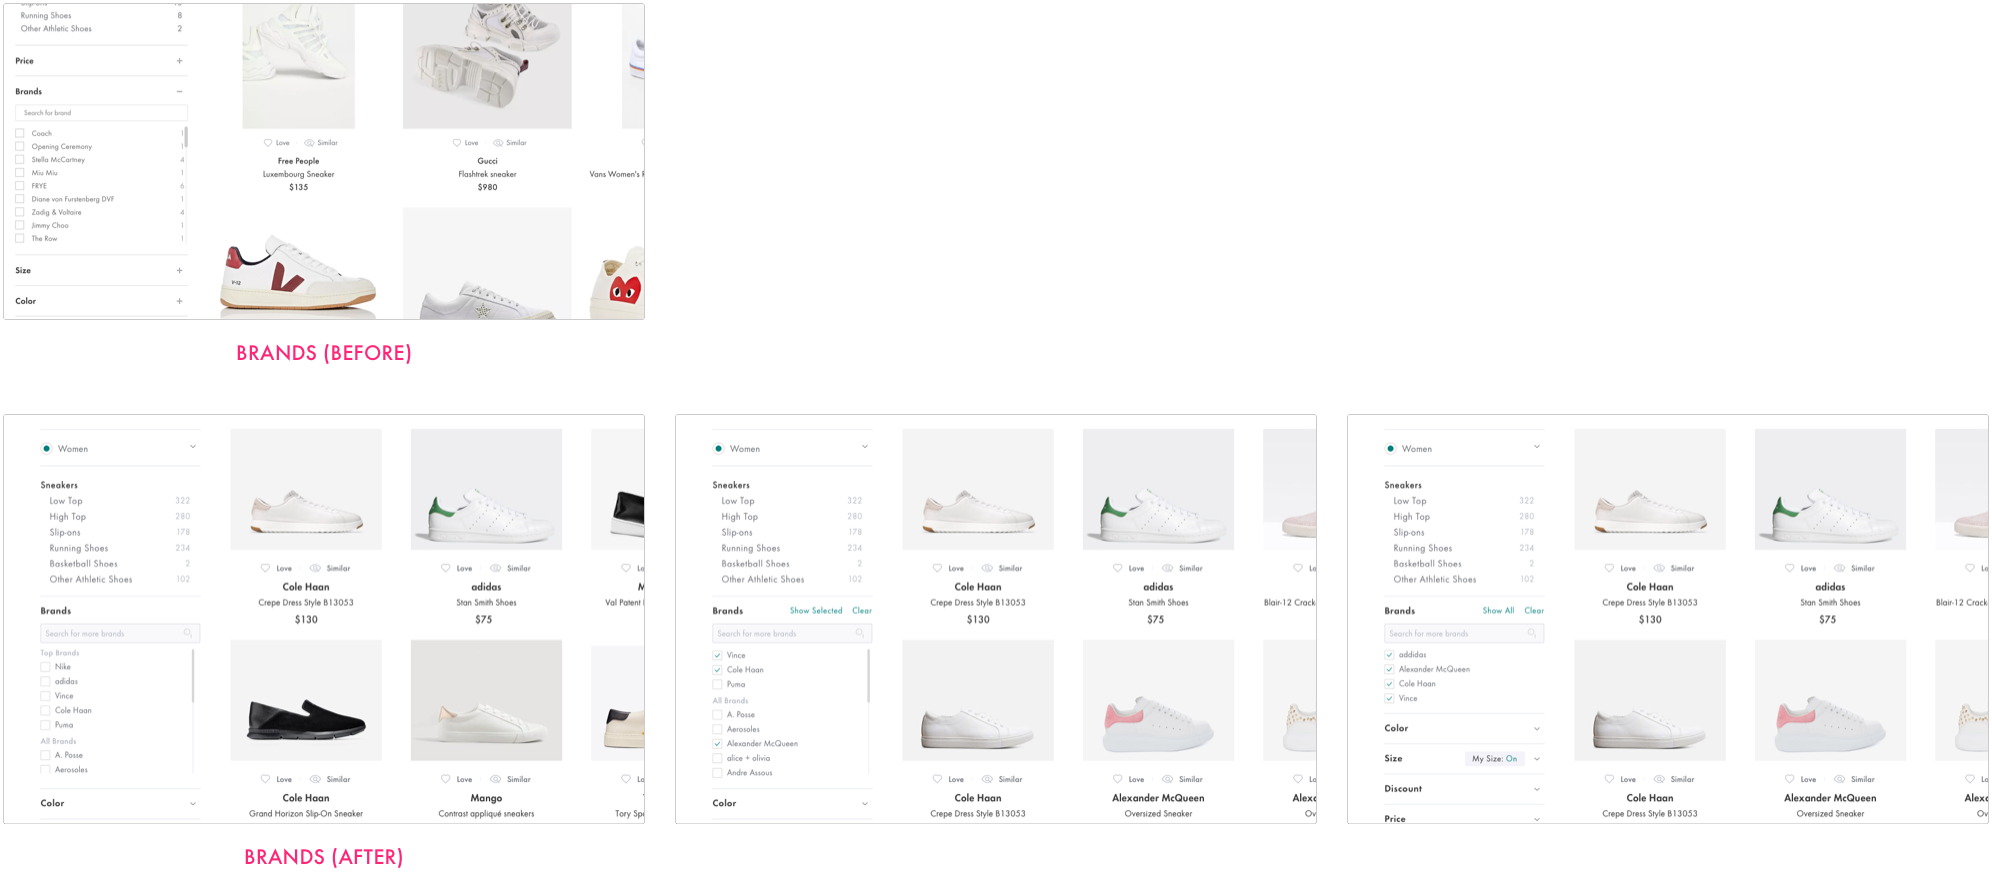 Running Shoes 8
Other Athletic Shoes 2
Price +
Brands −
Search for brand
Coach 1
Opening Ceremony 1
Stella McCartney 4
Miu Miu 1
FRYE 6
Diane von Furstenberg DVF 1
Zadig & Voltaire 4
Jimmy Choo 1
The Row 1
Size +
Color +
Love Similar
Free People
Luxembourg Sneaker
$135
Love Similar
Gucci
Flashtrek sneaker
$980
Vans Women's
V-12
BRANDS (BEFORE)
Women
Sneakers
Low Top 322
High Top 280
Slip-ons 178
Running Shoes 234
Basketball Shoes 2
Other Athletic Shoes 102
Brands
Search for more brands
Top Brands
Nike
adidas
Vince
Cole Haan
Puma
All Brands
A. Posse
Aerosoles
Color
Love Similar
Cole Haan
Crepe Dress Style B13053
$130
Love Similar
adidas
Stan Smith Shoes
$75
Lo
M
Val Patent
Love Similar
Cole Haan
Grand Horizon Slip-On Sneaker
Love Similar
Mango
Contrast appliqué sneakers
Lo
Tory Sp
BRANDS (AFTER)
Women
Sneakers
Low Top 322
High Top 280
Slip-ons 178
Running Shoes 234
Basketball Shoes 2
Other Athletic Shoes 102
Brands Show Selected Clear
Search for more brands
Vince
Cole Haan
Puma
All Brands
A. Posse
Aerosoles
Alexander McQueen
alice + olivia
Andre Assous
Color
Love Similar
Cole Haan
Crepe Dress Style B13053
$130
Love Similar
adidas
Stan Smith Shoes
$75
Lo
Blair-12 Crack
Love Similar
Cole Haan
Crepe Dress Style B13053
Love Similar
Alexander McQueen
Oversized Sneaker
Lo
Alexa
Ov
Women
Sneakers
Low Top 322
High Top 280
Slip-ons 178
Running Shoes 234
Basketball Shoes 2
Other Athletic Shoes 102
Brands Show All Clear
Search for more brands
addidas
Alexander McQueen
Cole Haan
Vince
Color
Size My Size: On
Discount
Price
Love Similar
Cole Haan
Crepe Dress Style B13053
$130
Love Similar
adidas
Stan Smith Shoes
$75
Lo
Blair-12 Crack
Love Similar
Cole Haan
Crepe Dress Style B13053
Love Similar
Alexander McQueen
Oversized Sneaker
Lo
Alexa
Ov